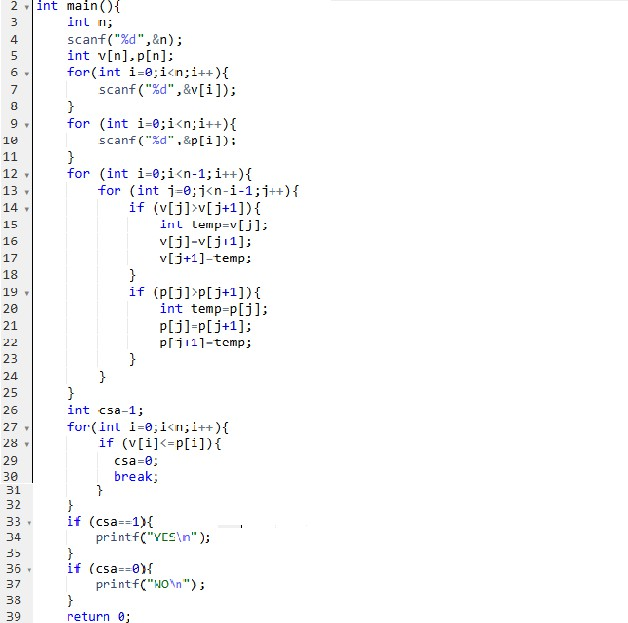 2 int main(){
3 int n;
4 scanf("%d",&n);
5 int v[n],p[n];
6 for(int i=0;i<n;i++){
7 scanf("%d",&v[i]);
8 }
9 for (int i=0;i<n;i++){
10 scanf("%d",&p[i]);
11 }
12 for (int i=0;i<n-1;i++){
13 for (int j=0;j<n-i-1;j++){
14 if (v[j]>v[j+1]){
15 int temp=v[j];
16 v[j]=v[j+1];
17 v[j+1]=temp;
18 }
19 if (p[j]>p[j+1]){
20 int temp=p[j];
21 p[j]=p[j+1];
22 p[j+1]=temp;
23 }
24 }
25 }
26 int csa=1;
27 for(int i=0;i<n;i++){
28 if (v[i]<=p[i]){
29 csa=0;
30 break;
31 }
32 }
33 if (csa==1){
34 printf("YES\n");
35 }
36 if (csa==0){
37 printf("NO\n");
38 }
39 return 0;